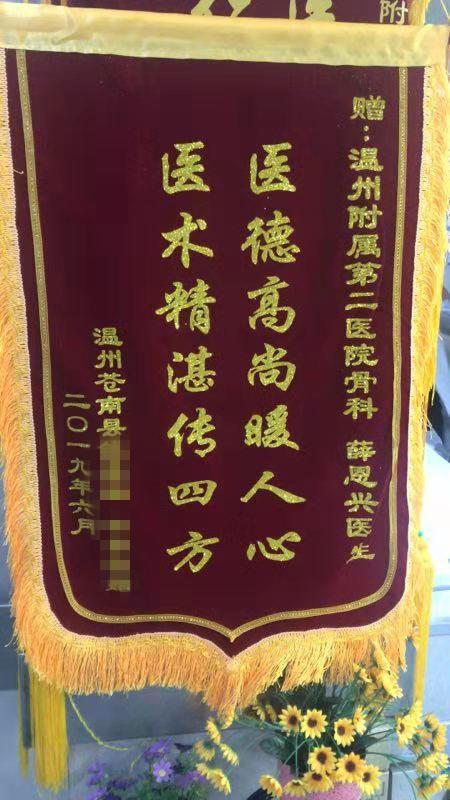 附
赠：温州附属第二医院骨科 薛恩兴医生
医德高尚暖人心
医术精湛传四方
温州苍南县
二〇一九年六月